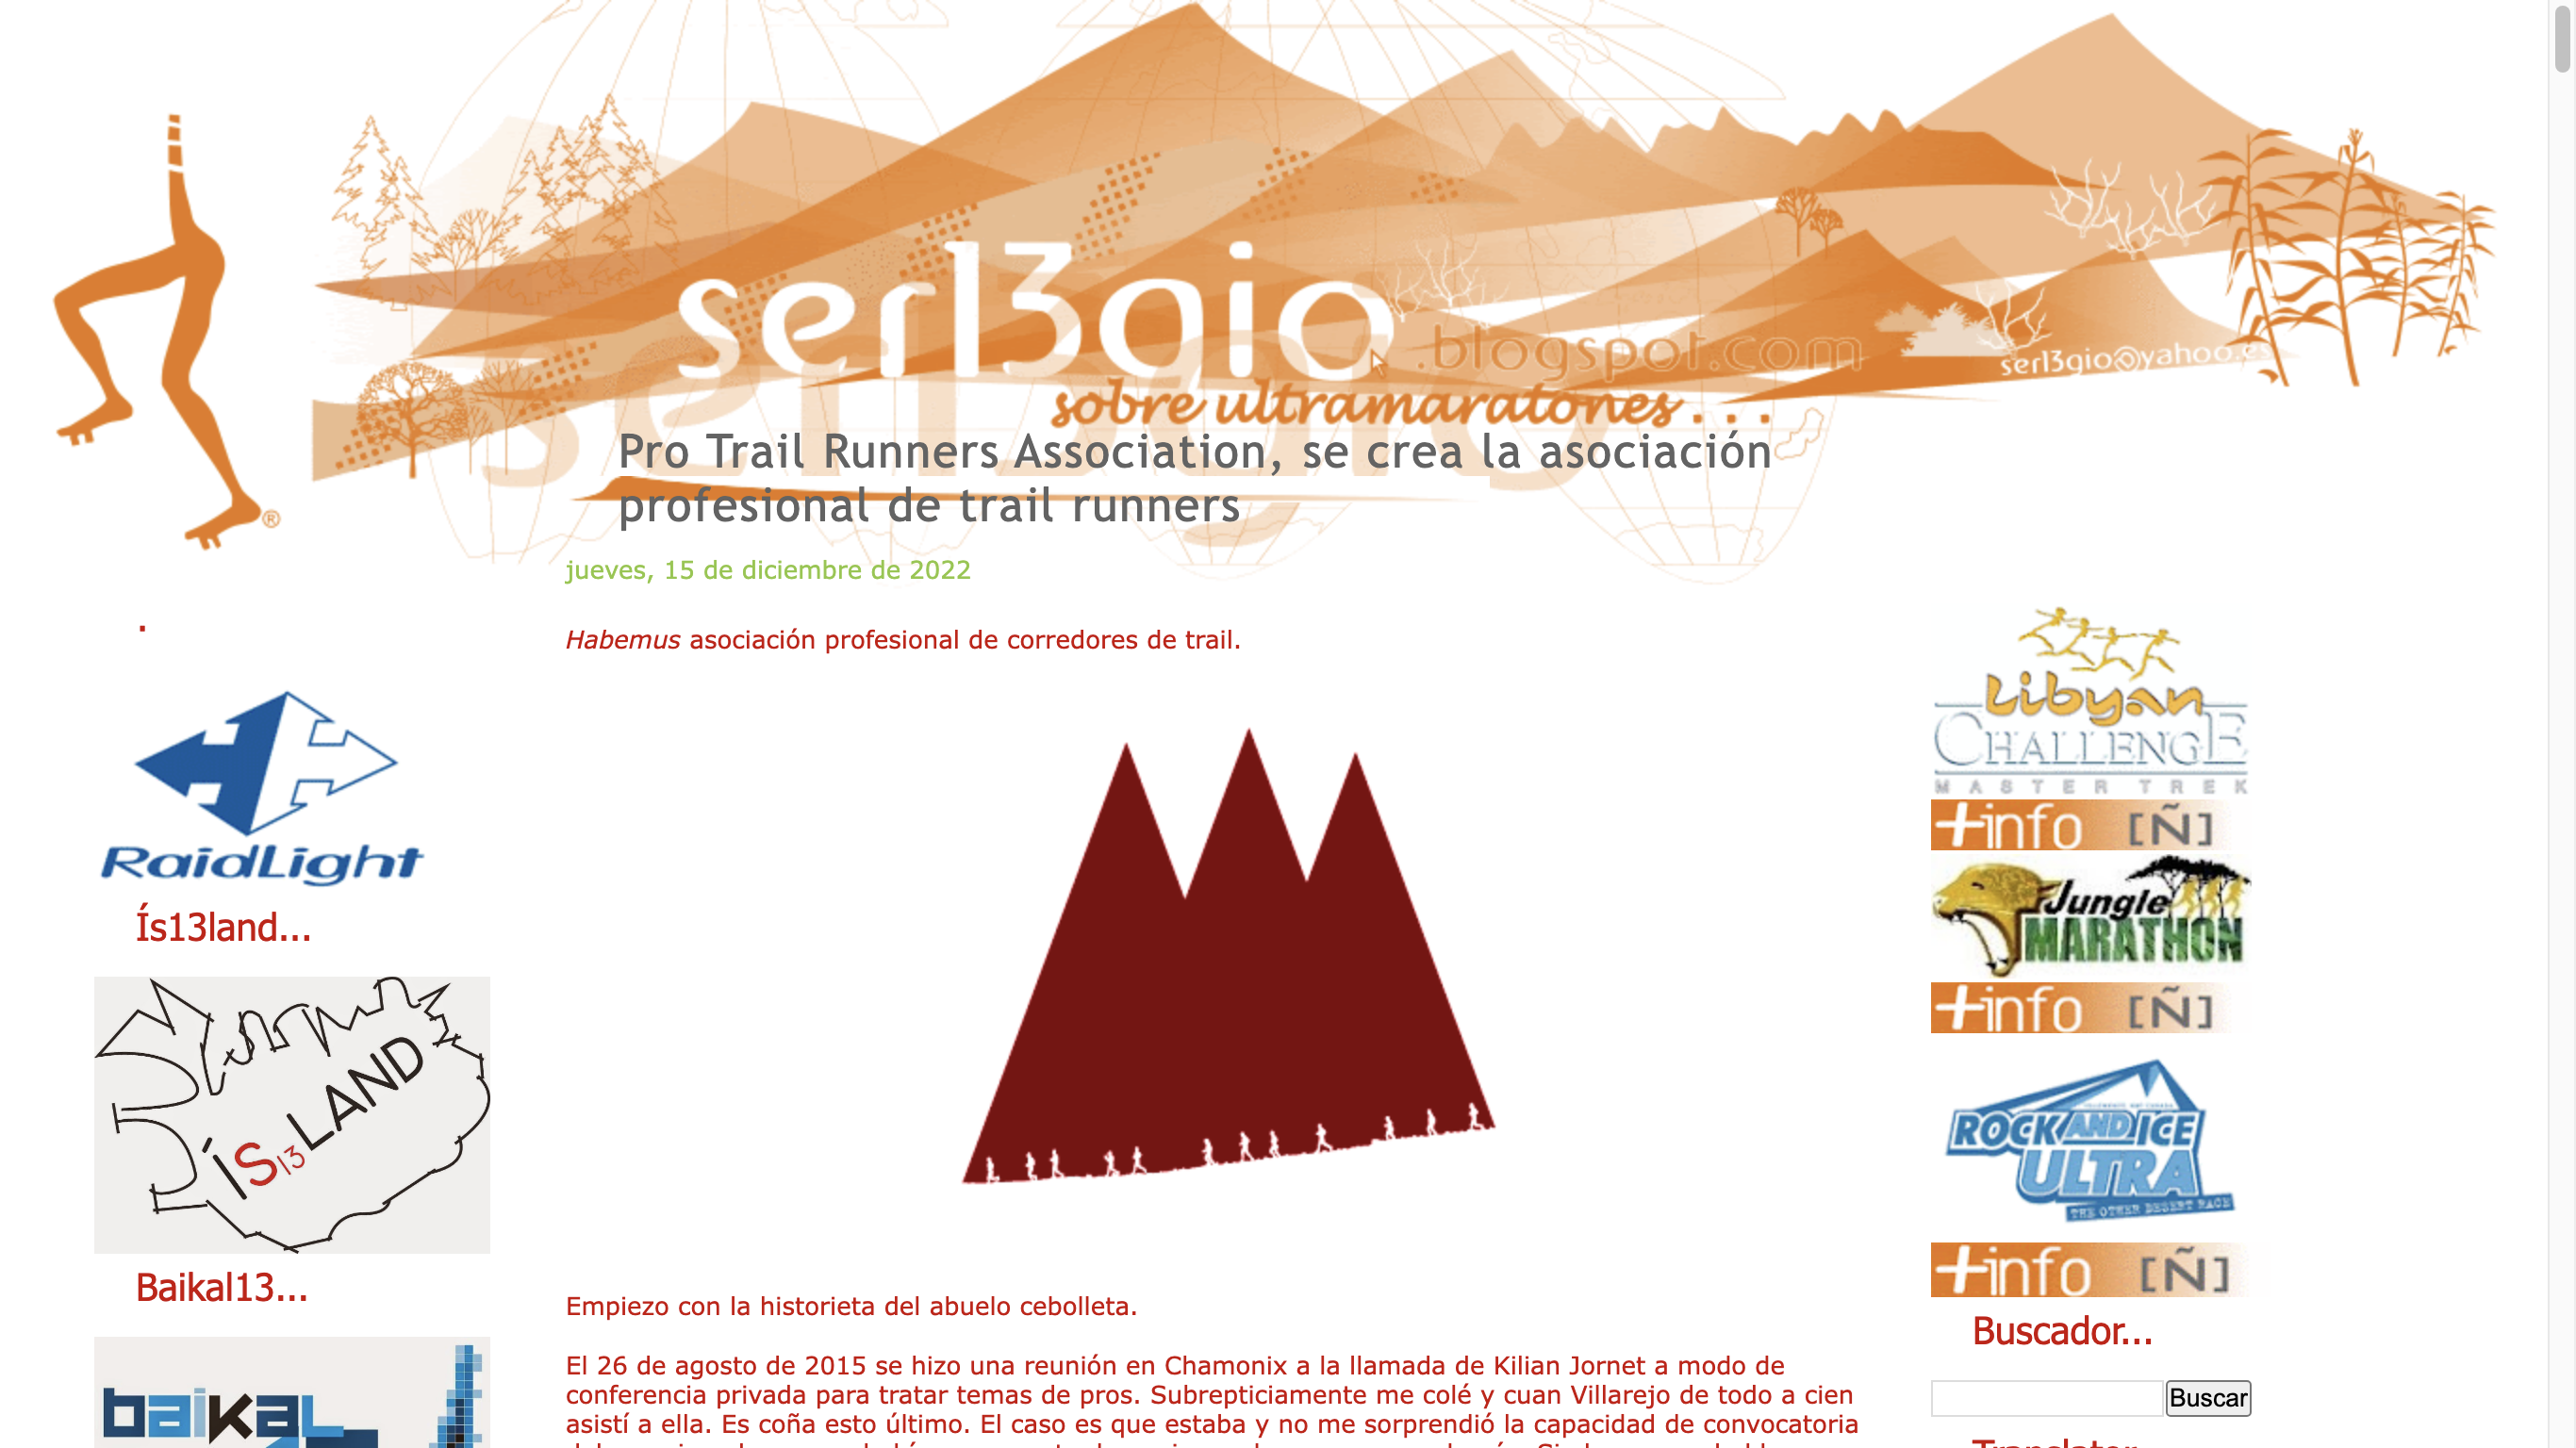 ser13gio
.blogspot.com
ser13gio@yahoo.es
sobre ultramaratones...
ser13gio
Pro Trail Runners Association, se crea la asociación
profesional de trail runners
®
jueves, 15 de diciembre de 2022
.
Habemus asociación profesional de corredores de trail.
RaidLight
Ís13land...
ÍS13LAND
Baikal13...
baikal
Empiezo con la historieta del abuelo cebolleta.
El 26 de agosto de 2015 se hizo una reunión en Chamonix a la llamada de Kilian Jornet a modo de
conferencia privada para tratar temas de pros. Subrepticiamente me colé y cuan Villarejo de todo a cien
asistí a ella. Es coña esto último. El caso es que estaba y no me sorprendió la capacidad de convocatoria
Libyan
CHALLENGE
MASTER TREK
+info [Ñ]
Jungle
MARATHON
+info [Ñ]
ROCK AND ICE
ULTRA
THE OTHER DESERT RACE
+info [Ñ]
Buscador...
Buscar